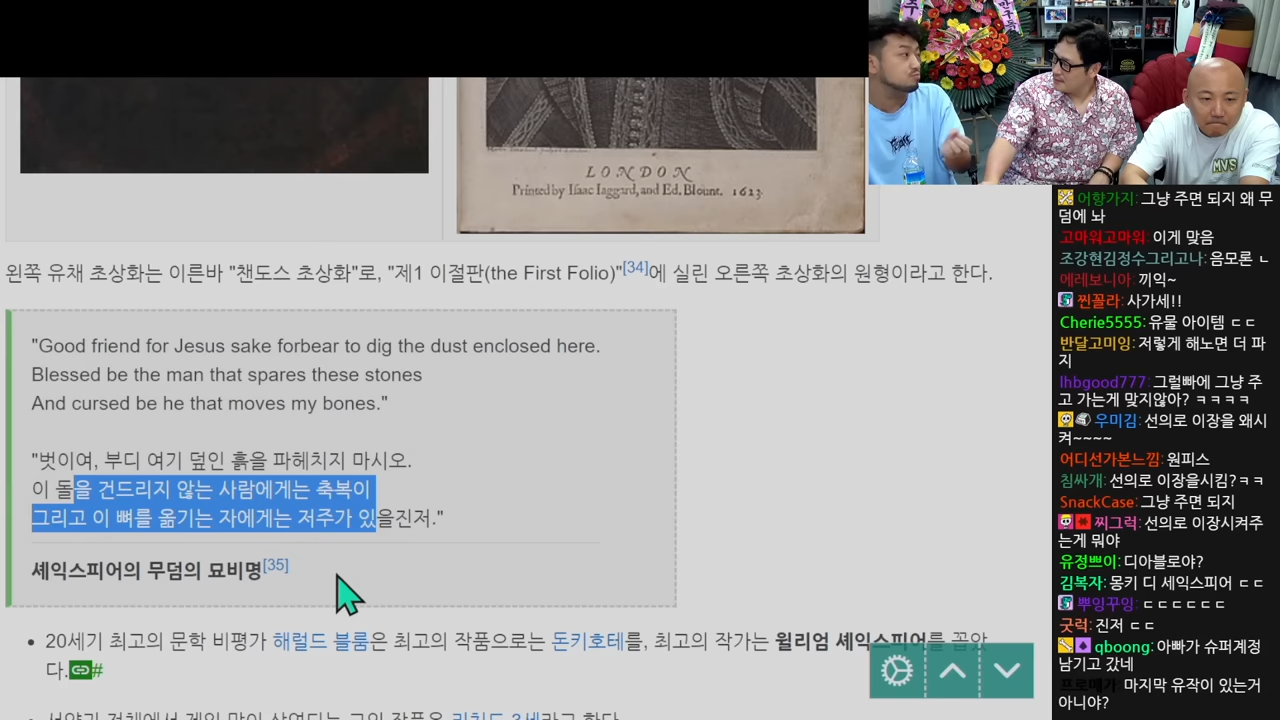 LONDON
Printed by Isaac Iaggard, and Ed. Blount. 1623
왼쪽 유채 초상화는 이른바 "챈도스 초상화"로, "제1 이절판(the First Folio)"[34]에 실린 오른쪽 초상화의 원형이라고 한다.
"Good friend for Jesus sake forbear to dig the dust enclosed here.
Blessed be the man that spares these stones
And cursed be he that moves my bones."
"벗이여, 부디 여기 덮인 흙을 파헤치지 마시오.
이 돌을 건드리지 않는 사람에게는 축복이
그리고 이 뼈를 옮기는 자에게는 저주가 있을진저."
셰익스피어의 무덤의 묘비명[35]
20세기 최고의 문학 비평가 해럴드 블룸은 최고의 작품으로는 돈키호테를, 최고의 작가는 윌리엄 셰익스피어를 꼽았
다.#
MVS
어항가지: 그냥 주면 되지 왜 무
덤에 놔
고마워고마워: 이게 맞음
조강현김정수그리고나: 음모론 ㄴ
에레보니아: 끼익~
찐꼴라: 사가세!!
Cherie5555: 유물 아이템 ㄷㄷ
반달고미잉: 저렇게 해노면 더 파
지
lhbgood777: 그럴빠에 그냥 주
고 가는게 맞지않아? ㅋㅋㅋㅋ
우미김: 선의로 이장을 왜시
켜~~~~
어디선가본느낌: 원피스
침싸개: 선의로 이장을시킴?ㅋㅋ
SnackCase: 그냥 주면 되지
찌그럭: 선의로 이장시켜주
는게 뭐야
유정쁘이: 디아블로야?
김복자: 몽키 디 세익스피어 ㄷㄷ
뿌잉꾸잉: ㄷㄷㄷㄷㄷㄷ
굿럭: 진저 ㄷㄷ
qboong: 아빠가 슈퍼계정
남기고 갔네
프로메가: 마지막 유작이 있는거
아니야?